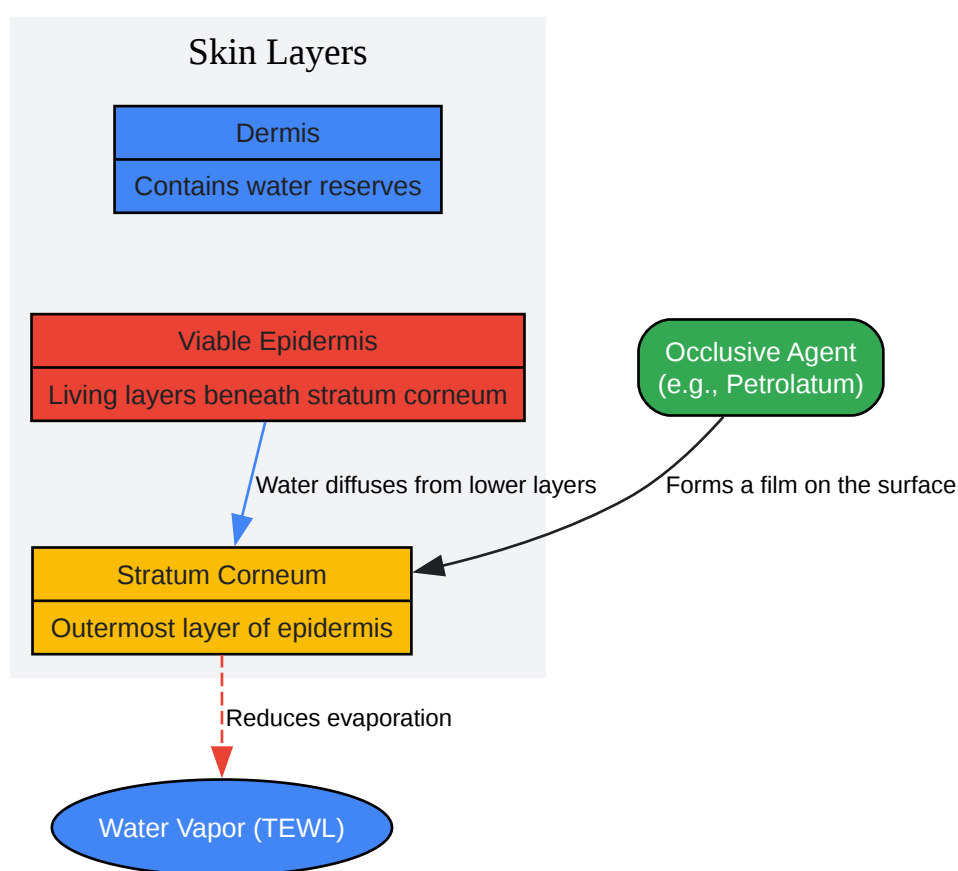 Skin Layers
Dermis
Contains water reserves
Viable Epidermis
Living layers beneath stratum corneum
Occlusive Agent
(e.g., Petrolatum)
Water diffuses from lower layers
Forms a film on the surface
Stratum Corneum
Outermost layer of epidermis
Reduces evaporation
Water Vapor (TEWL)